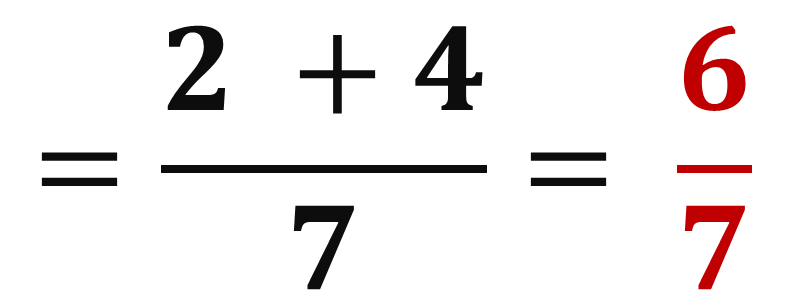 = 2 + 4 / 7 = 6 / 7